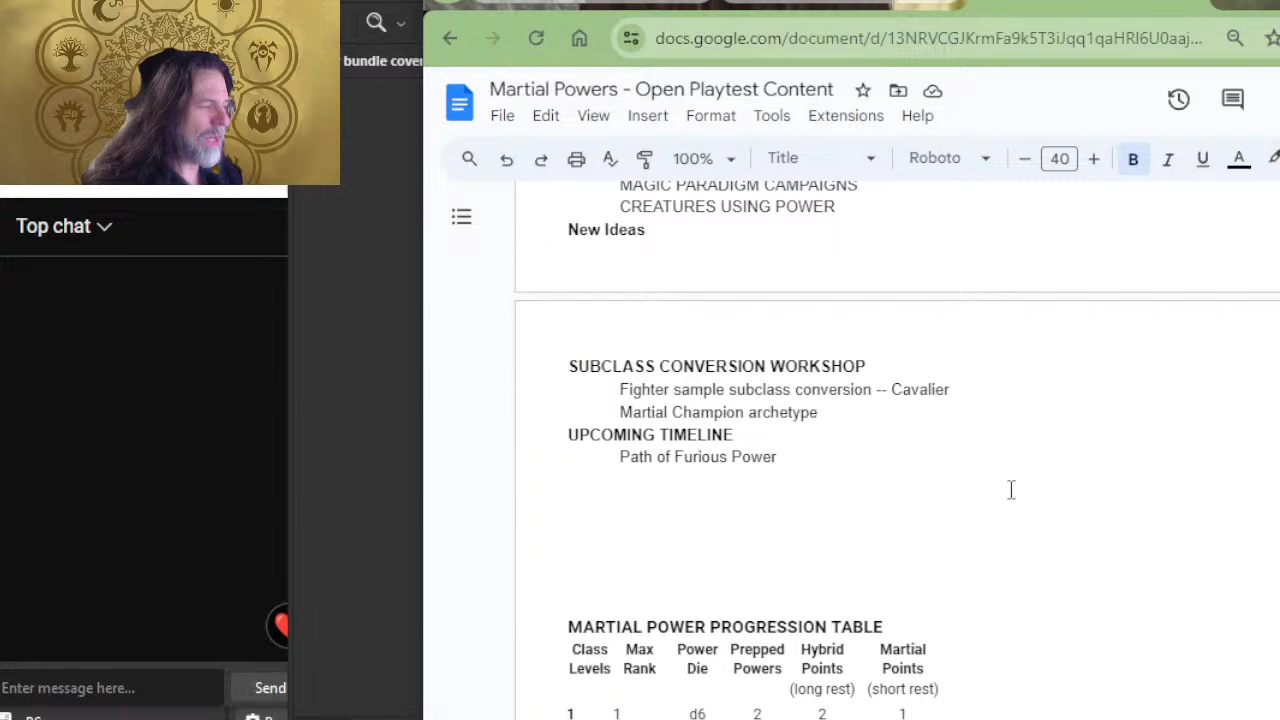 bundle cover
docs.google.com/document/d/13NRVCGJKrmFa9k5T3iJqq1qaHRl6U0aaj...
Martial Powers - Open Playtest Content
File Edit View Insert Format Tools Extensions Help
100% Title Roboto 40 B I U A
Top chat
MAGIC PARADIGM CAMPAIGNS
CREATURES USING POWER
New Ideas
SUBCLASS CONVERSION WORKSHOP
Fighter sample subclass conversion -- Cavalier
Martial Champion archetype
UPCOMING TIMELINE
Path of Furious Power
MARTIAL POWER PROGRESSION TABLE
Class Max Power Prepped Hybrid Martial
Levels Rank Die Powers Points Points
(long rest) (short rest)
1 1 d6 2 2 1
Enter message here...
Send